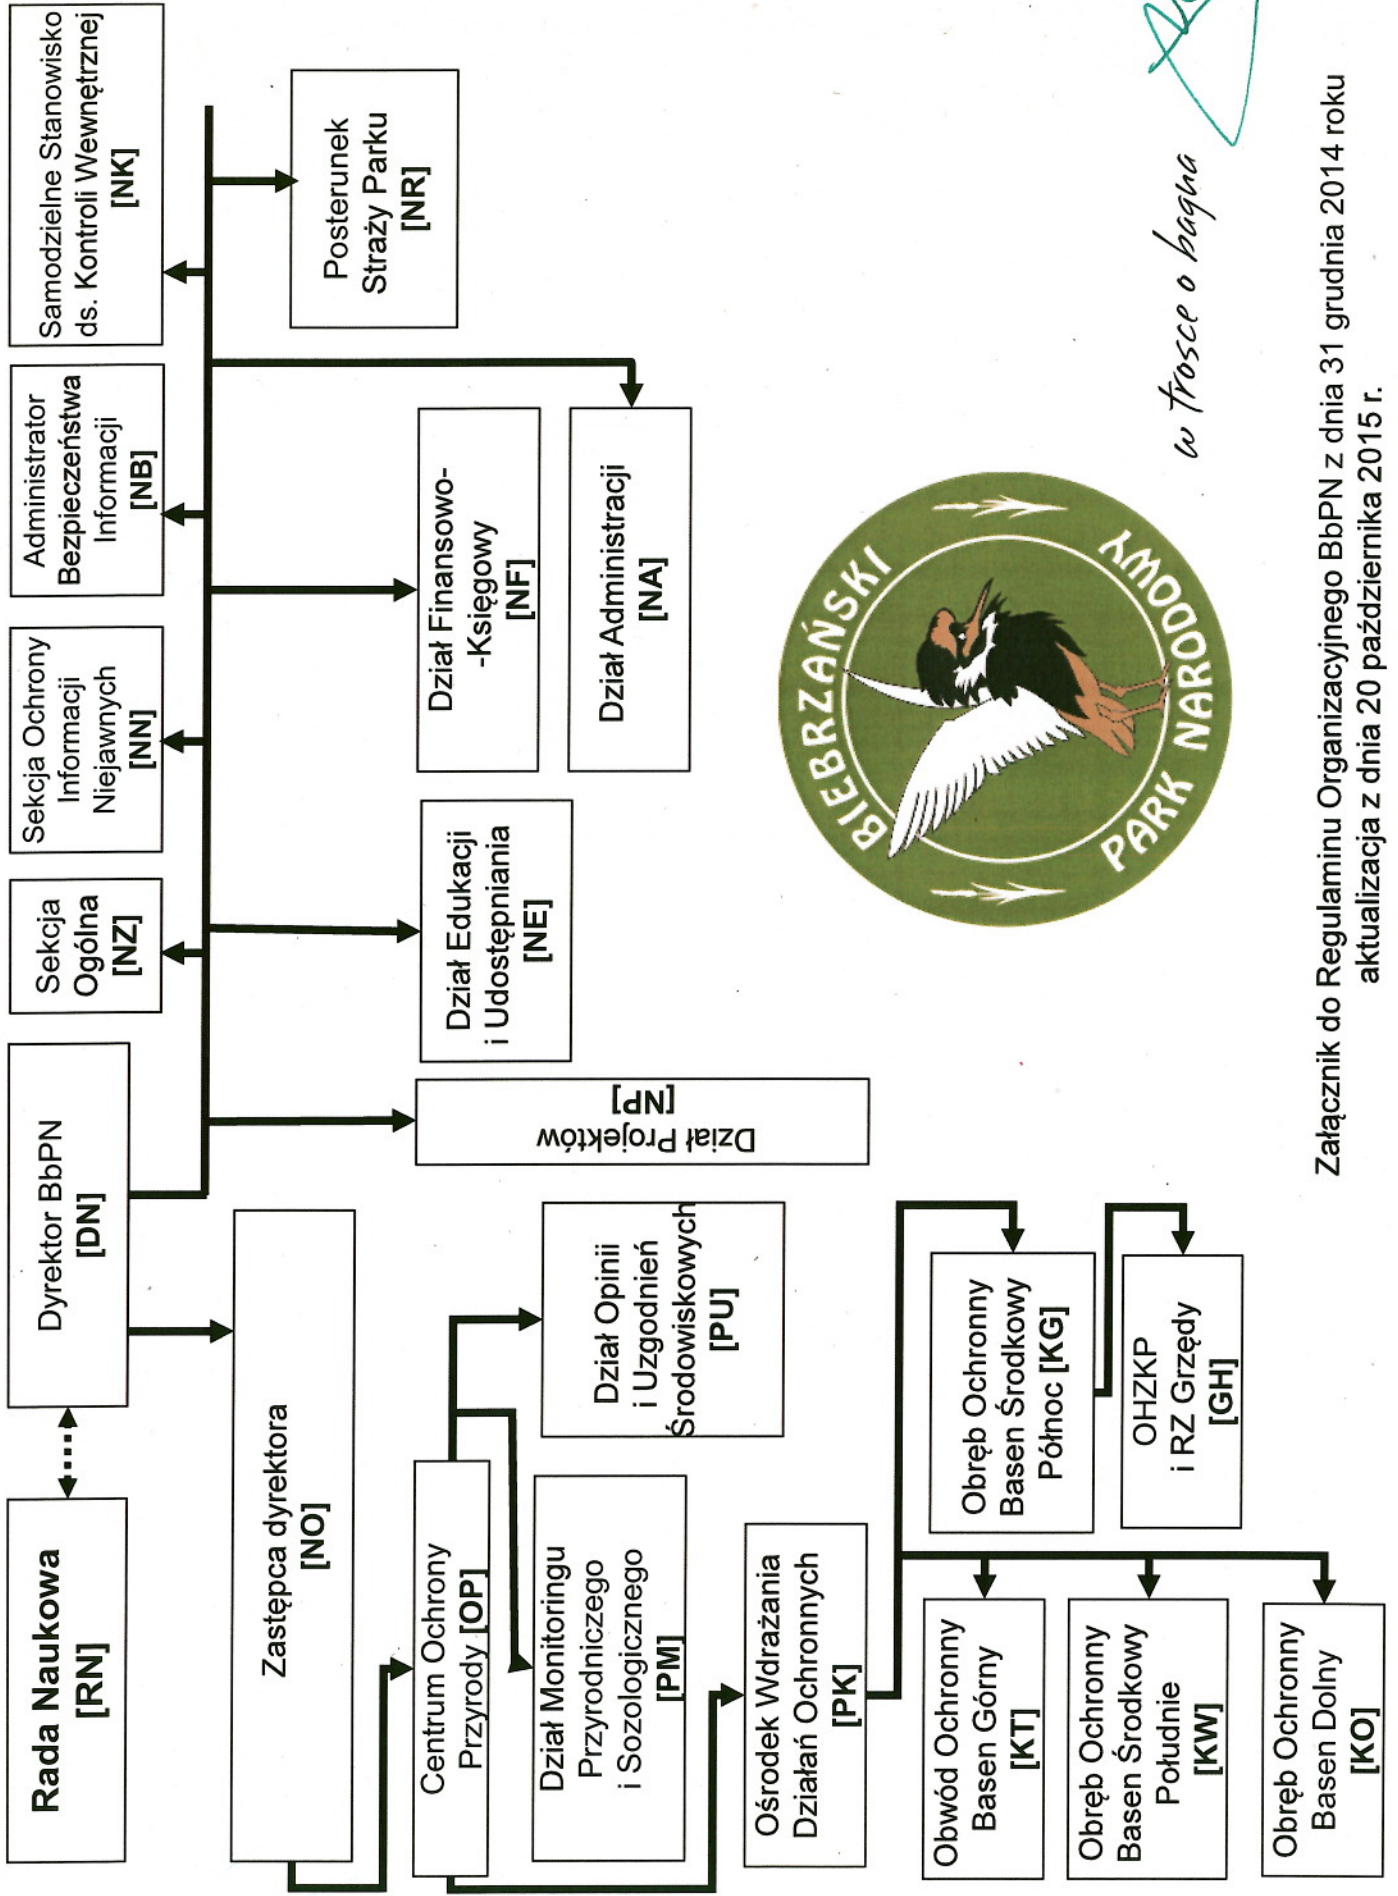 Rada Naukowa
[RN]
Dyrektor BbPN
[DN]
Sekcja
Ogólna
[NZ]
Sekcja Ochrony
Informacji
Niejawnych
[NN]
Administrator
Bezpieczeństwa
Informacji
[NB]
Samodzielne Stanowisko
ds. Kontroli Wewnętrznej
[NK]
Zastępca dyrektora
[NO]
Posterunek
Straży Parku
[NR]
Centrum Ochrony
Przyrody [OP]
Dział Projektów
[NP]
Dział Edukacji
i Udostępniania
[NE]
Dział Finansowo-
-Księgowy
[NF]
Dział Administracji
[NA]
Dział Monitoringu
Przyrodniczego
i Sozologicznego
[PM]
Dział Opinii
i Uzgodnień
Środowiskowych
[PU]
Ośrodek Wdrażania
Działań Ochronnych
[PK]
Obwód Ochronny
Basen Górny
[KT]
Obręb Ochronny
Basen Środkowy
Północ [KG]
Obręb Ochronny
Basen Środkowy
Południe
[KW]
OHZKP
i RZ Grzędy
[GH]
Obręb Ochronny
Basen Dolny
[KO]
BIEBRZAŃSKI
PARK NARODOWY
w trosce o bagna
Załącznik do Regulaminu Organizacyjnego BbPN z dnia 31 grudnia 2014 roku
aktualizacja z dnia 20 października 2015 r.